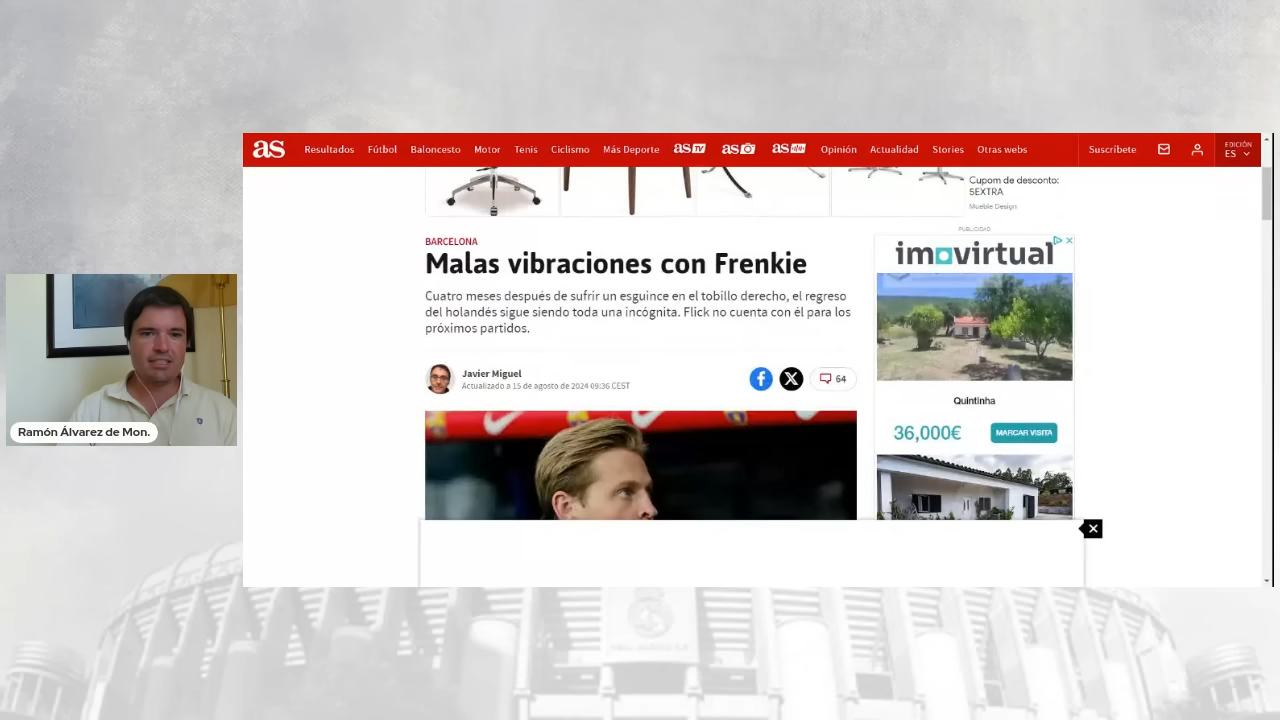 as
Resultados Fútbol Baloncesto Motor Tenis Ciclismo Más Deporte as TV as as Opinión Actualidad Stories Otras webs Suscríbete EDICIÓN ES
Cupom de desconto:
5EXTRA
Mueble Design
PUBLICIDAD
BARCELONA
Malas vibraciones con Frenkie
Cuatro meses después de sufrir un esguince en el tobillo derecho, el regreso
del holandés sigue siendo toda una incógnita. Flick no cuenta con él para los
próximos partidos.
Javier Miguel
Actualizado a 15 de agosto de 2024 09:36 CEST
64
imovirtual
Quintinha
36,000€ MARCAR VISITA
Ramón Álvarez de Mon.